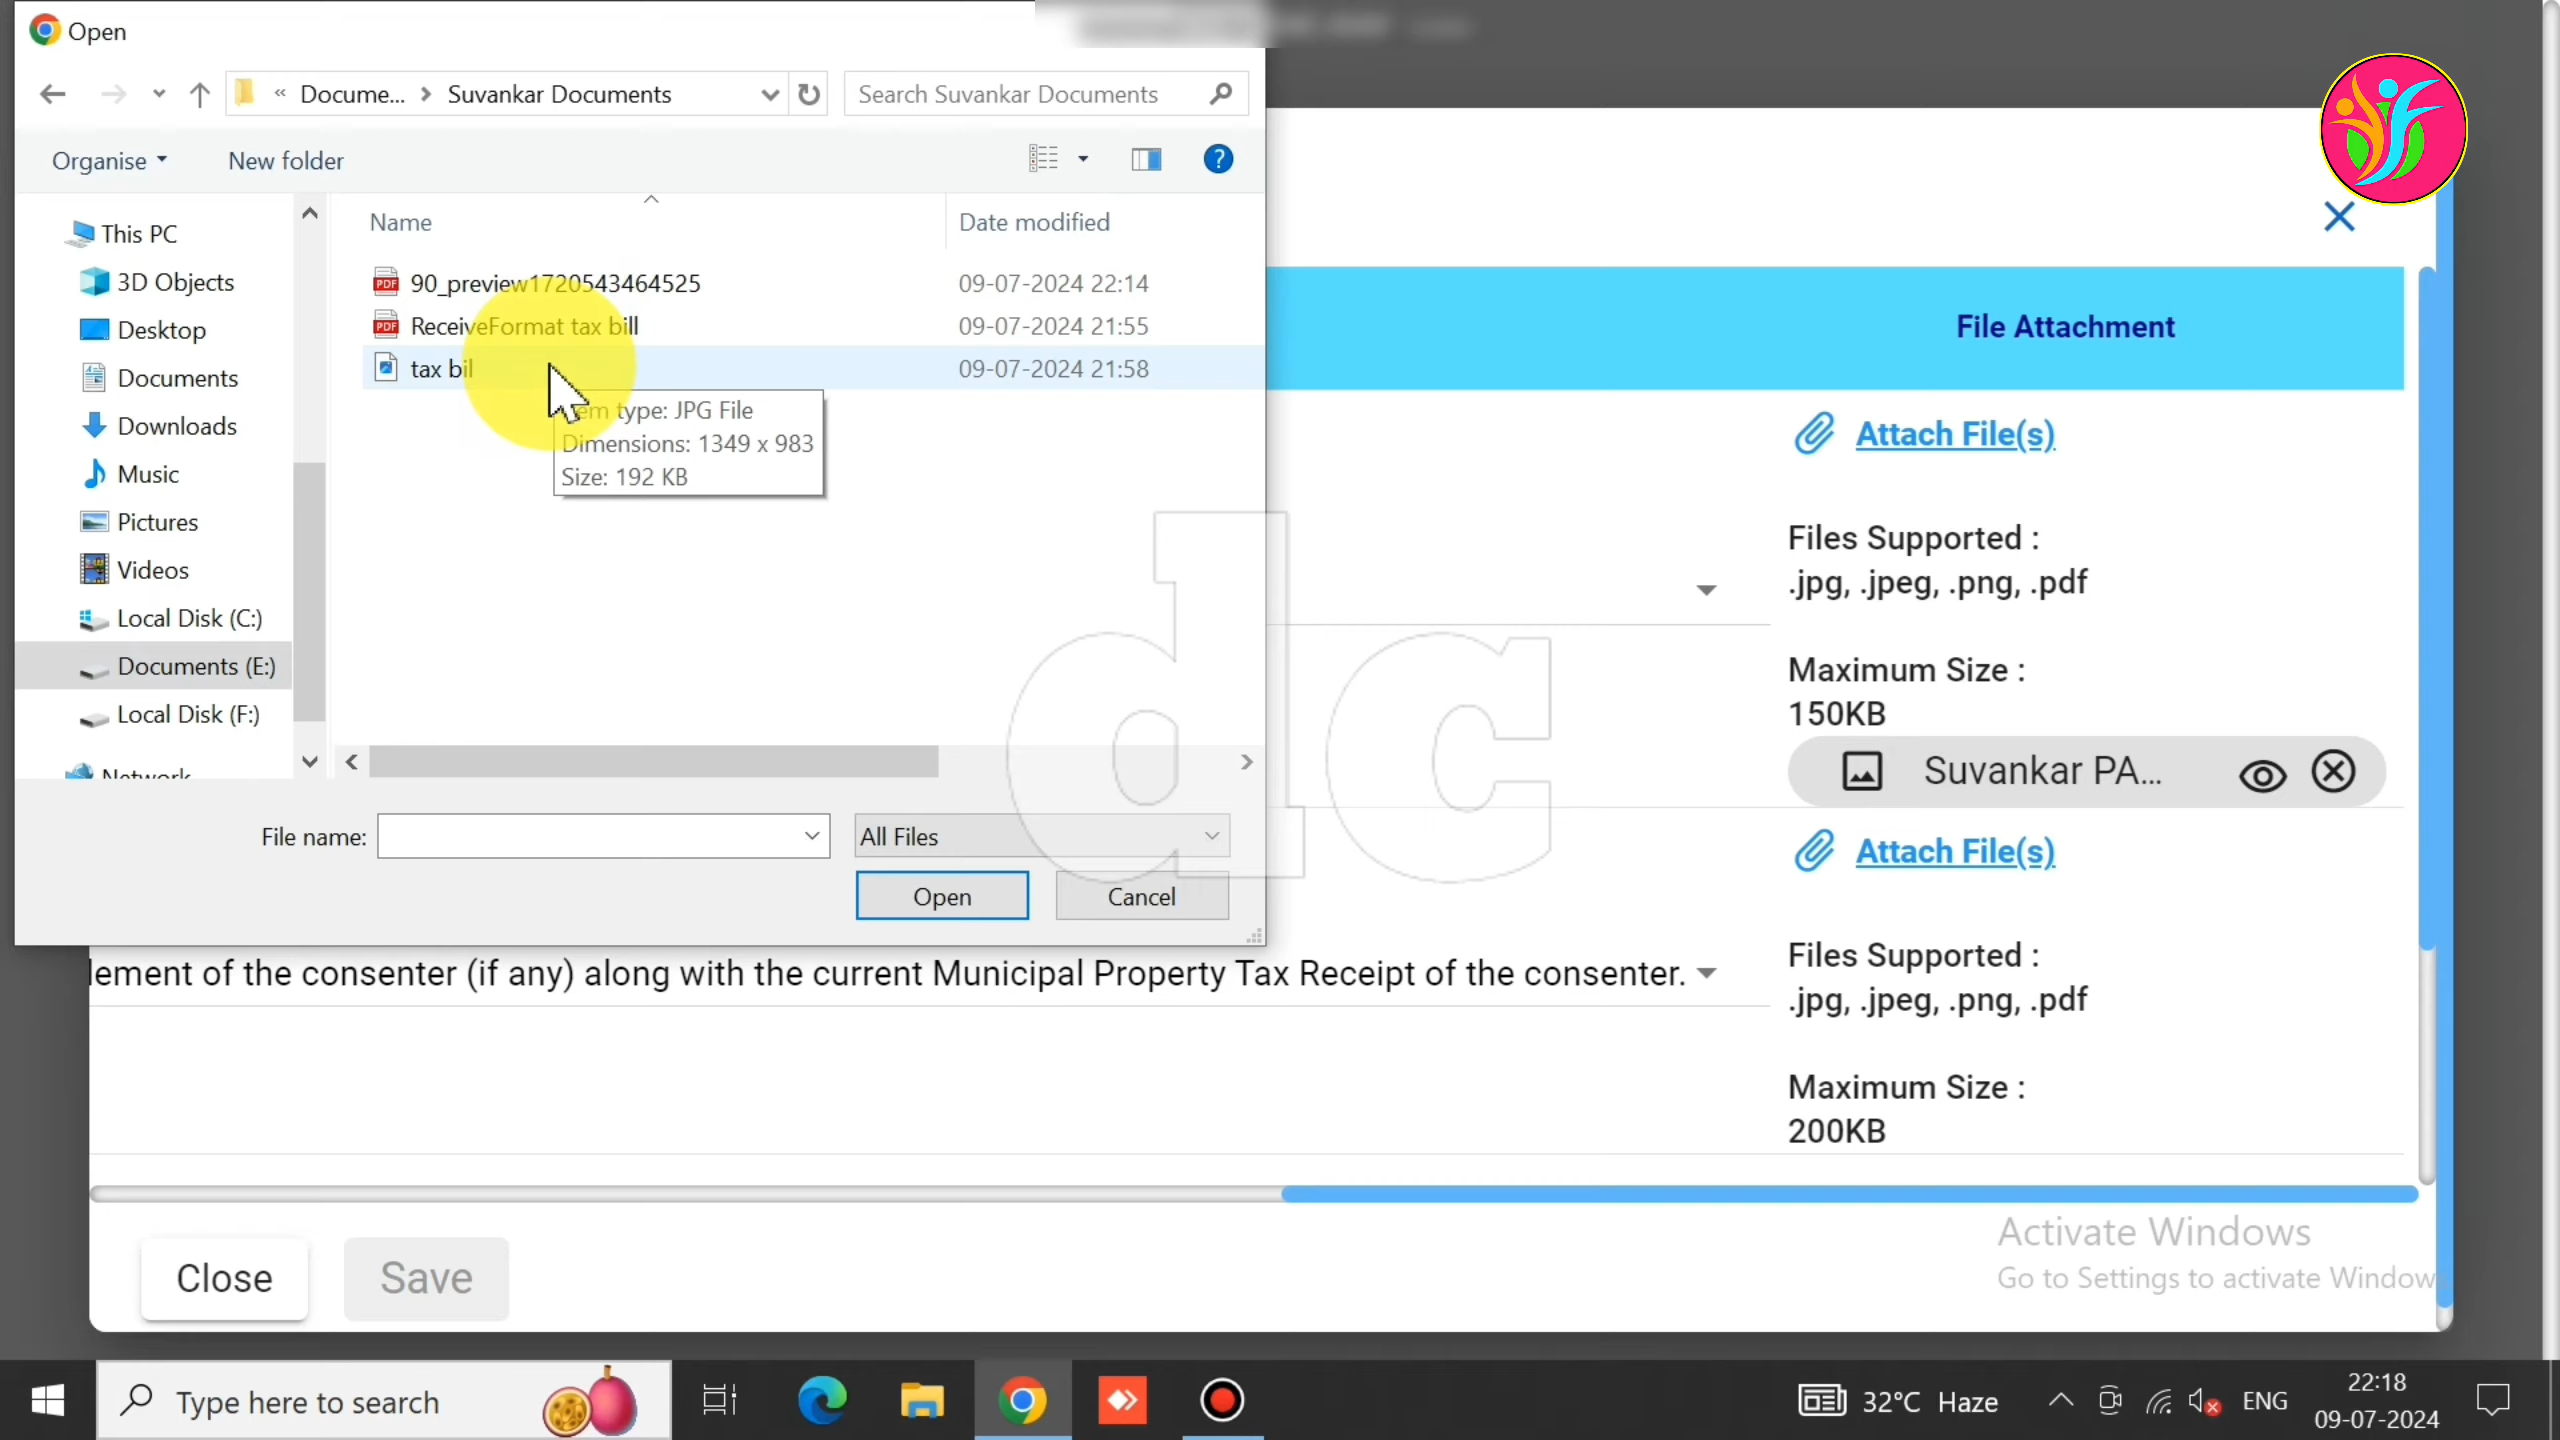 Open
« Docume... > Suvankar Documents
Search Suvankar Documents
Organise
New folder
?
Name
Date modified
This PC
3D Objects
Desktop
Documents
Downloads
Music
Pictures
Videos
Local Disk (C:)
Documents (E:)
Local Disk (F:)
Network
90_preview1720543464525
09-07-2024 22:14
ReceiveFormat tax bill
09-07-2024 21:55
tax bil
09-07-2024 21:58
type: JPG File
Dimensions: 1349 x 983
Size: 192 KB
File name:
All Files
Open
Cancel
File Attachment
Attach File(s)
Files Supported :
.jpg, .jpeg, .png, .pdf
Maximum Size :
150KB
Suvankar PA...
Attach File(s)
Files Supported :
.jpg, .jpeg, .png, .pdf
Maximum Size :
200KB
dc
lement of the consenter (if any) along with the current Municipal Property Tax Receipt of the consenter.
Close
Save
Activate Windows
Go to Settings to activate Window
Type here to search
32°C Haze
ENG
22:18
09-07-2024